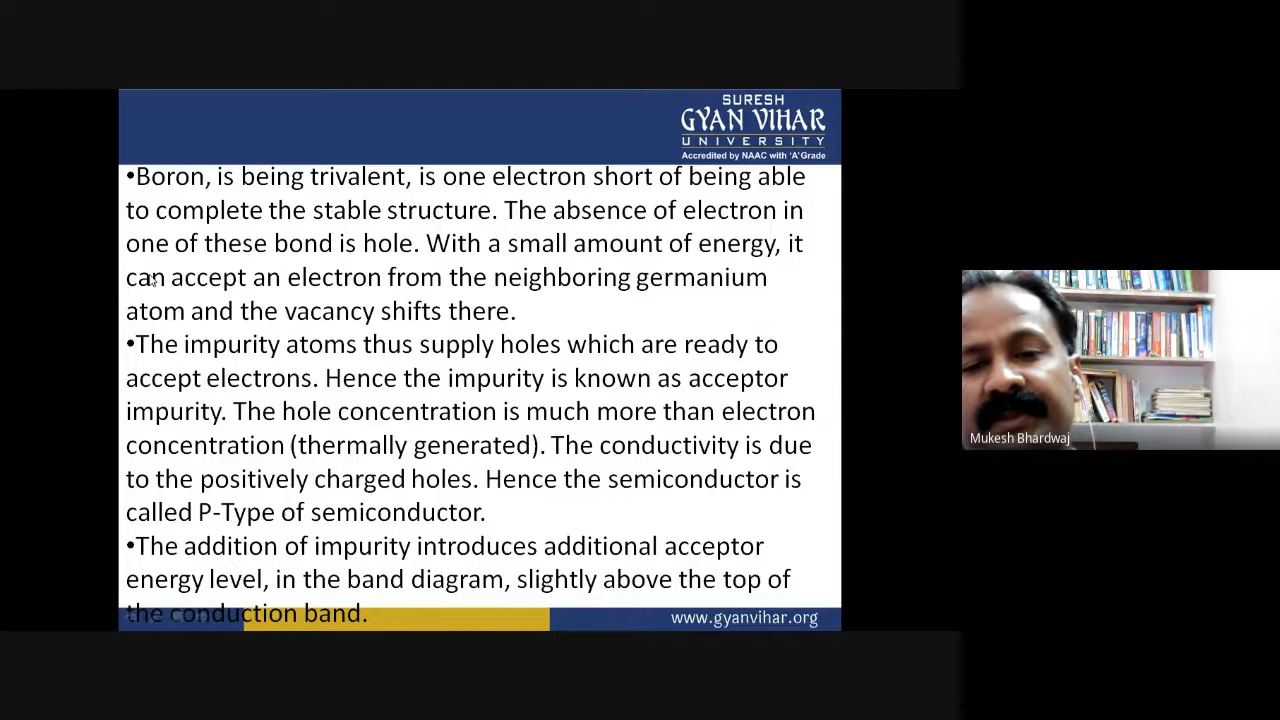 SURESH
GYAN VIHAR
UNIVERSITY
Accredited by NAAC with 'A'Grade
•Boron, is being trivalent, is one electron short of being able
to complete the stable structure. The absence of electron in
one of these bond is hole. With a small amount of energy, it
can accept an electron from the neighboring germanium
atom and the vacancy shifts there.
•The impurity atoms thus supply holes which are ready to
accept electrons. Hence the impurity is known as acceptor
impurity. The hole concentration is much more than electron
concentration (thermally generated). The conductivity is due
to the positively charged holes. Hence the semiconductor is
called P-Type of semiconductor.
•The addition of impurity introduces additional acceptor
energy level, in the band diagram, slightly above the top of
the conduction band.
www.gyanvihar.org
Mukesh Bhardwaj